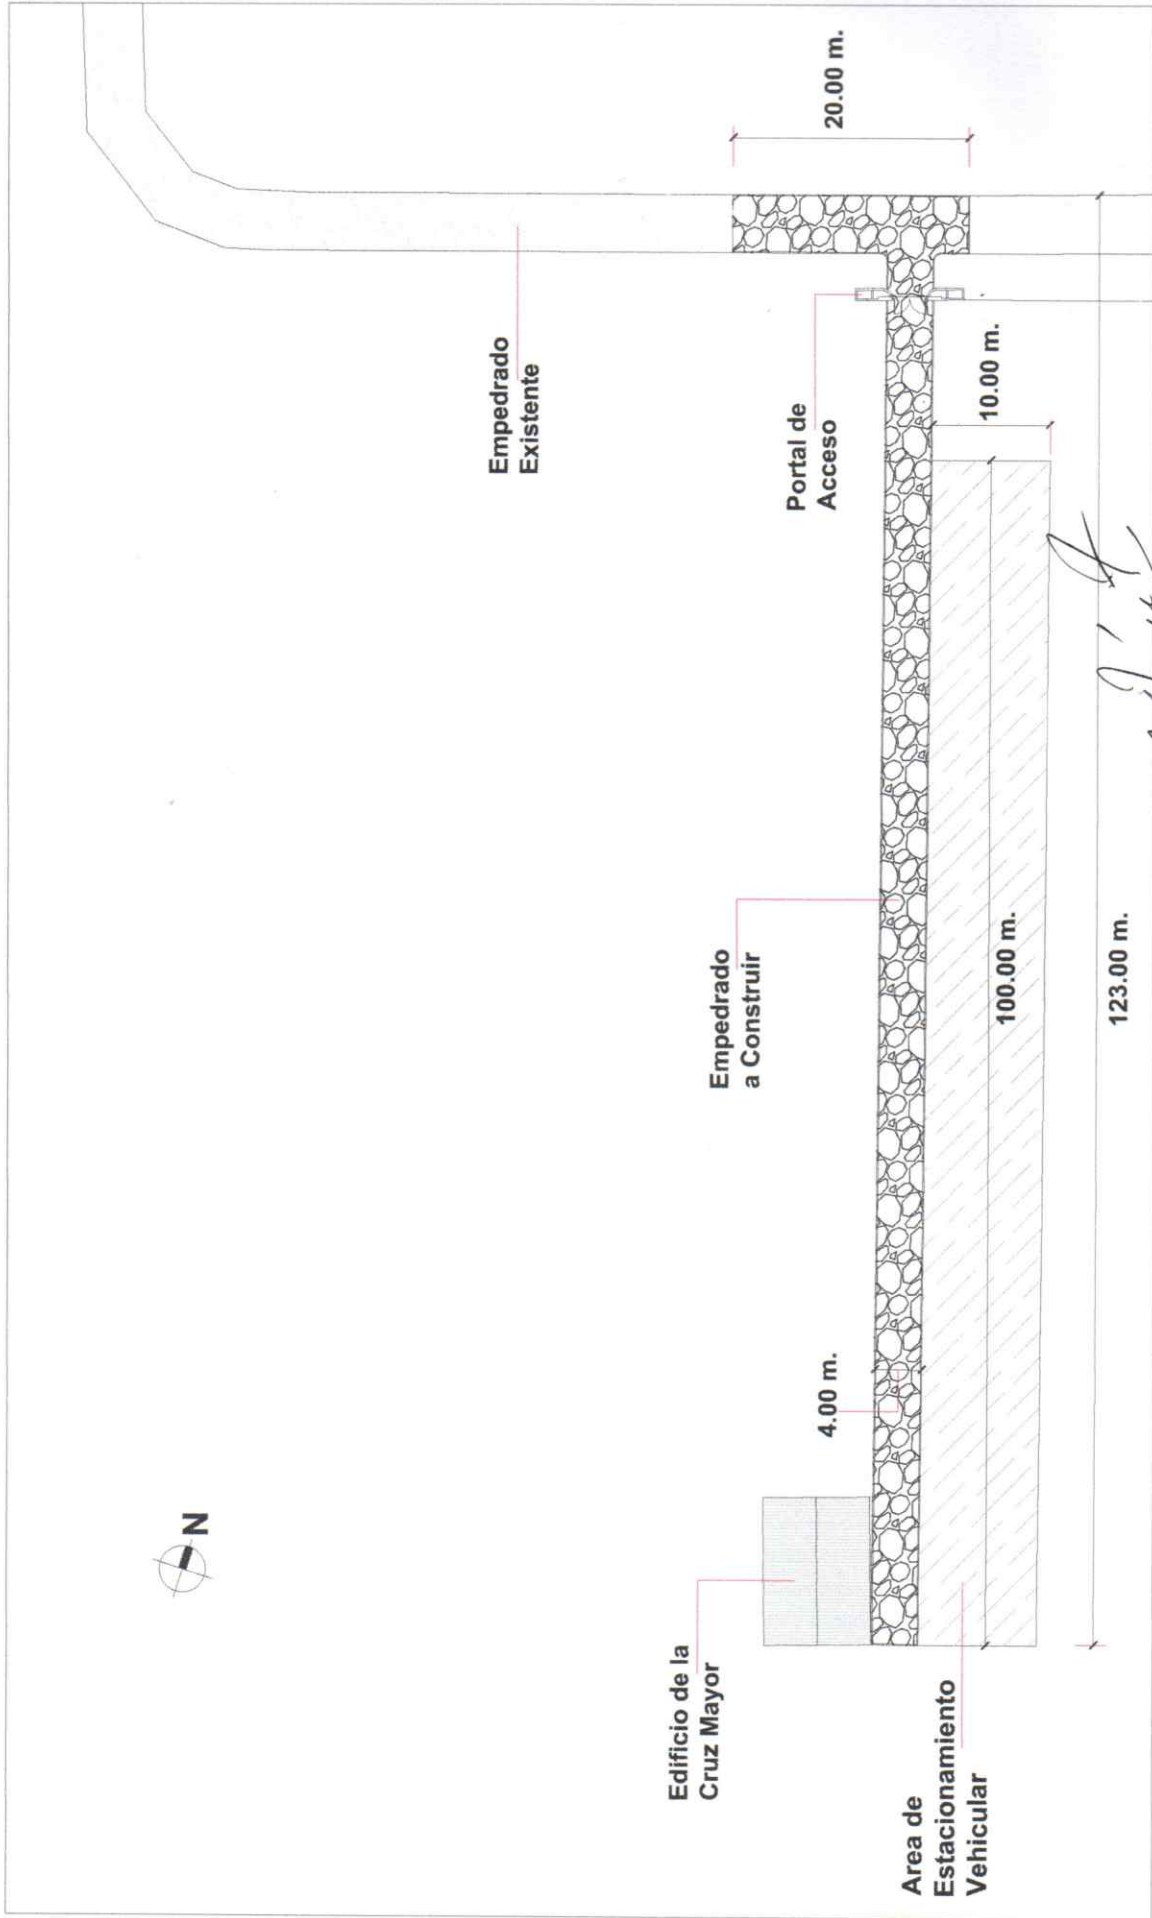 N
20.00 m.
Empedrado
Existente
Portal de
Acceso
10.00 m.
Empedrado
a Construir
100.00 m.
123.00 m.
4.00 m.
Edificio de la
Cruz Mayor
Area de
Estacionamiento
Vehicular